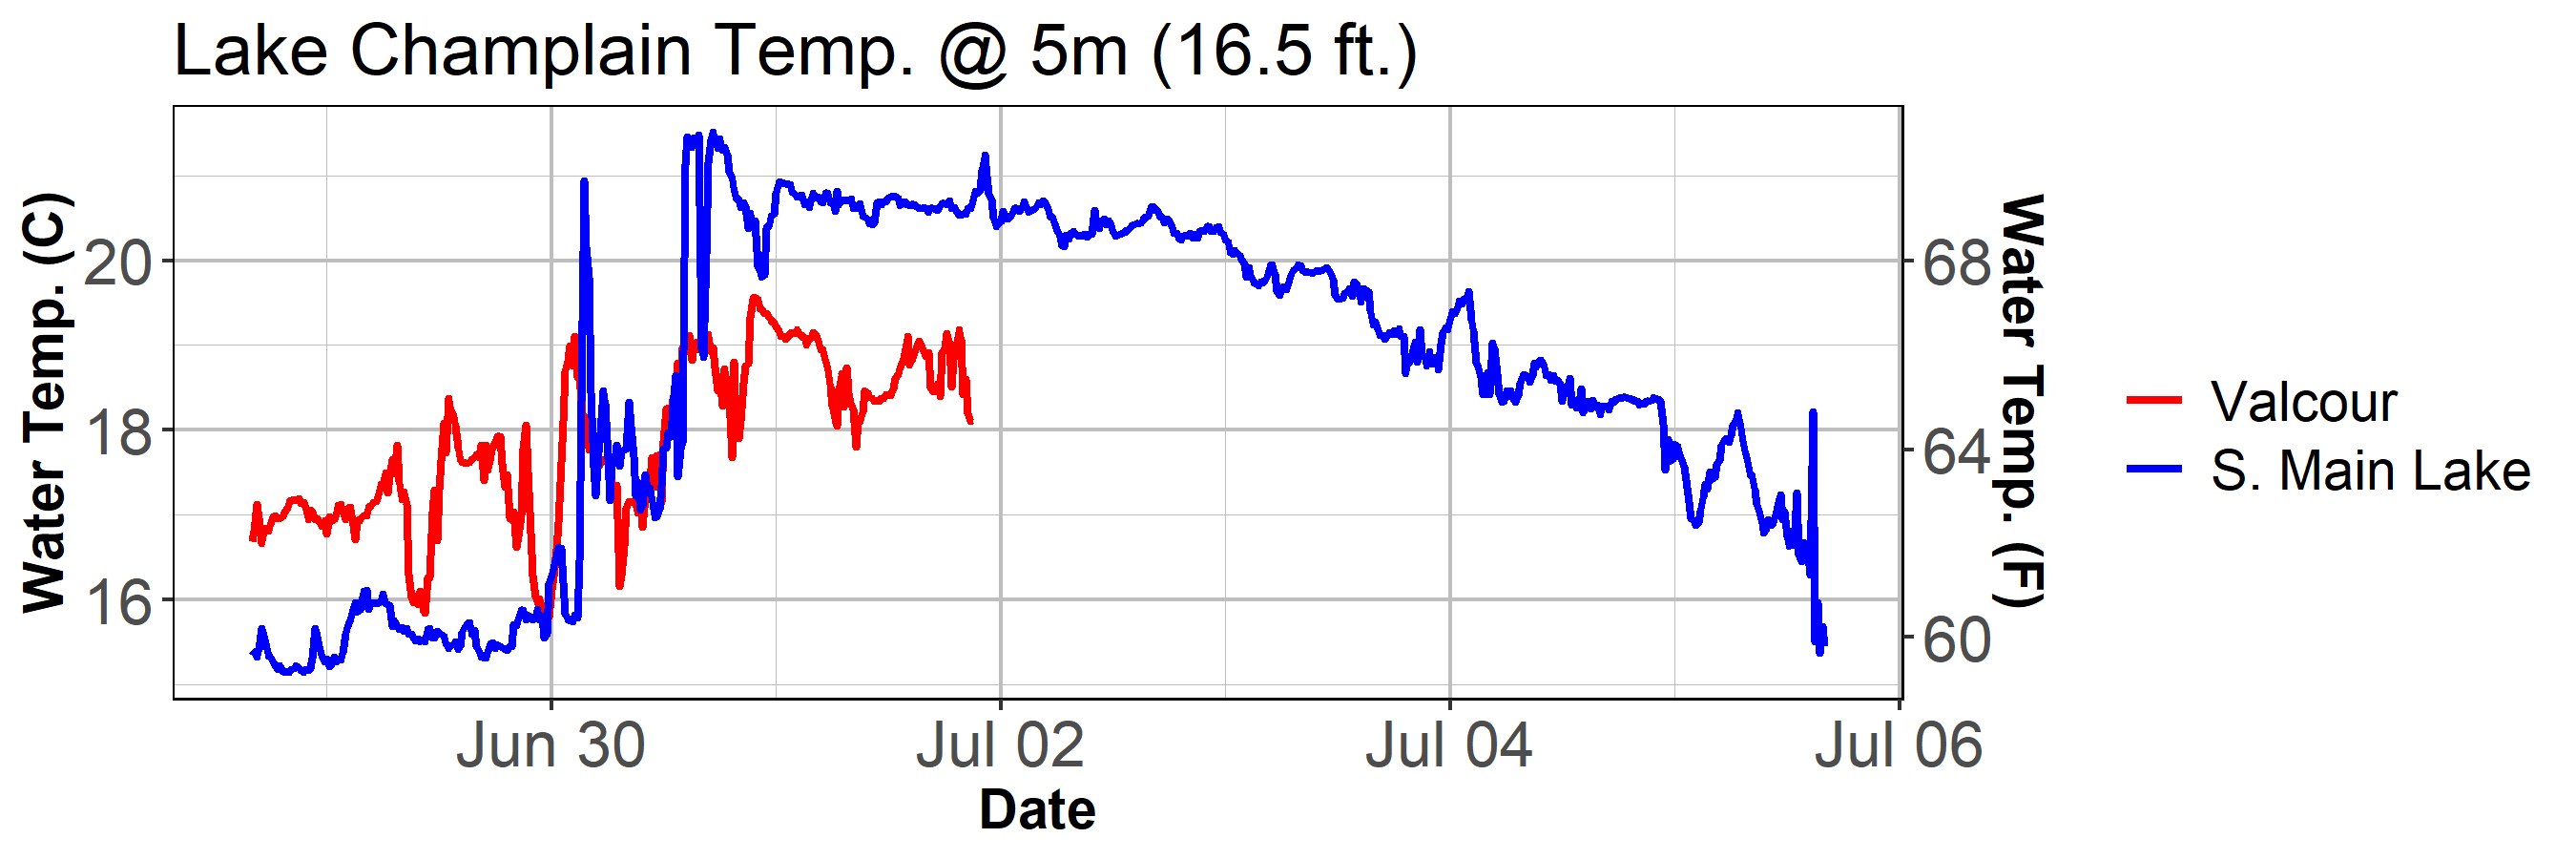 Lake Champlain Temp. @ 5m (16.5 ft.)
Water Temp. (C)
20
18
16
68
64
60
Water Temp. (F)
Valcour
S. Main Lake
Jun 30
Jul 02
Jul 04
Jul 06
Date